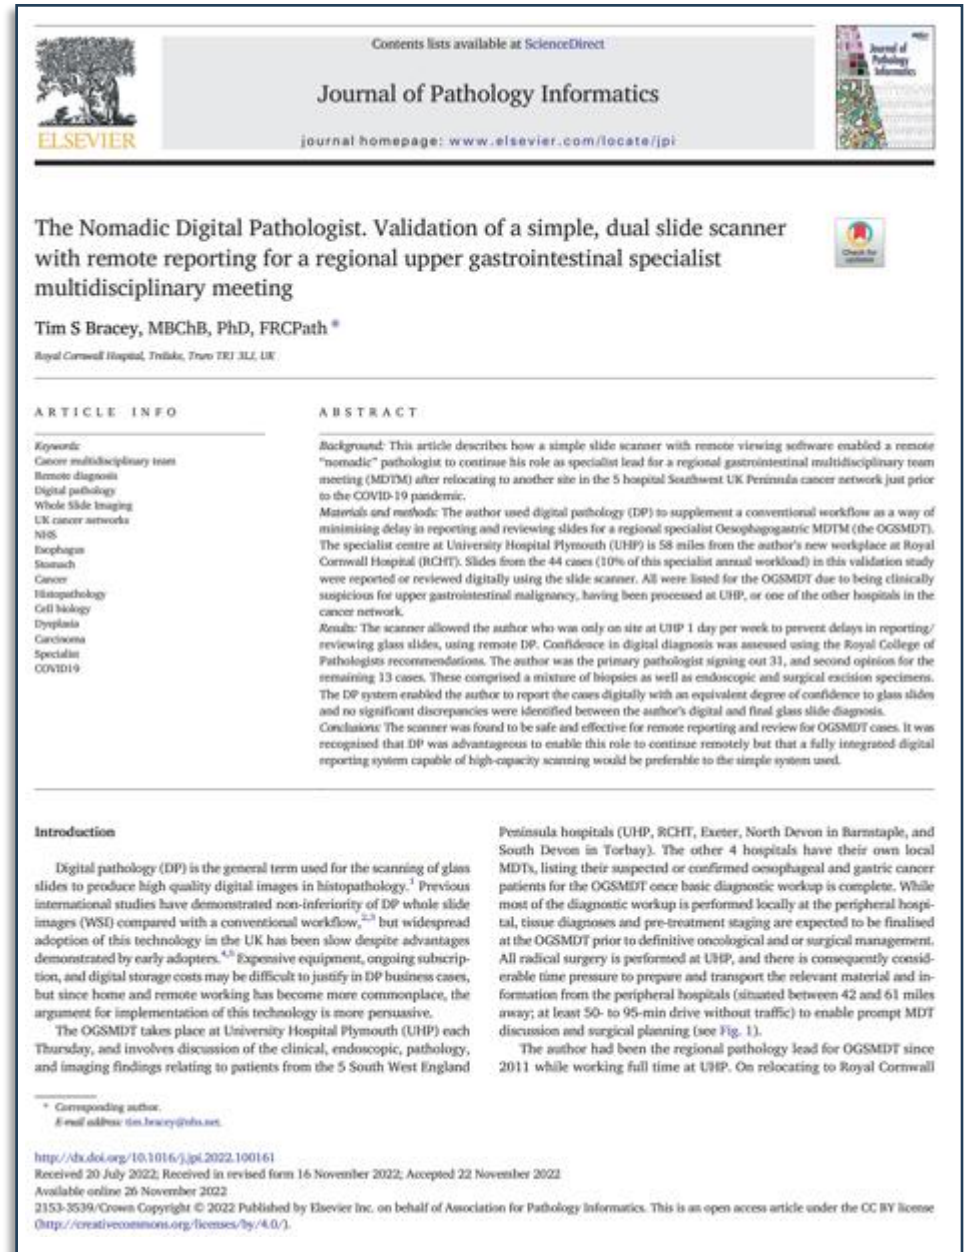 Contents lists available at ScienceDirect
Journal of Pathology Informatics
journal homepage: www.elsevier.com/locate/jpi
ELSEVIER
Journal of
Pathology
Informatics
The Nomadic Digital Pathologist. Validation of a simple, dual slide scanner
with remote reporting for a regional upper gastrointestinal specialist
multidisciplinary meeting
Check for
updates
Tim S Bracey, MBChB, PhD, FRCPath *
Royal Cornwall Hospital, Treliske, Truro TR1 3LJ, UK
ARTICLE INFO
Keywords:
Cancer multidisciplinary team
Remote diagnosis
Digital pathology
Whole Slide Imaging
UK cancer networks
NHS
Esophagus
Stomach
Cancer
Histopathology
Cell biology
Dysplasia
Carcinoma
Specialist
COVID19
ABSTRACT
Background: This article describes how a simple slide scanner with remote viewing software enabled a remote
"nomadic" pathologist to continue his role as specialist lead for a regional gastrointestinal multidisciplinary team
meeting (MDTM) after relocating to another site in the 5 hospital Southwest UK Peninsula cancer network just prior
to the COVID-19 pandemic.
Materials and methods: The author used digital pathology (DP) to supplement a conventional workflow as a way of
minimising delay in reporting and reviewing slides for a regional specialist Oesophagogastric MDTM (the OGSMDT).
The specialist centre at University Hospital Plymouth (UHP) is 58 miles from the author's new workplace at Royal
Cornwall Hospital (RCHT). Slides from the 44 cases (10% of this specialist annual workload) in this validation study
were reported or reviewed digitally using the slide scanner. All were listed for the OGSMDT due to being clinically
suspicious for upper gastrointestinal malignancy, having been processed at UHP, or one of the other hospitals in the
cancer network.
Results: The scanner allowed the author who was only on site at UHP 1 day per week to prevent delays in reporting/
reviewing glass slides, using remote DP. Confidence in digital diagnosis was assessed using the Royal College of
Pathologists recommendations. The author was the primary pathologist signing out 31, and second opinion for the
remaining 13 cases. These comprised a mixture of biopsies as well as endoscopic and surgical excision specimens.
The DP system enabled the author to report the cases digitally with an equivalent degree of confidence to glass slides
and no significant discrepancies were identified between the author's digital and final glass slide diagnosis.
Conclusions: The scanner was found to be safe and effective for remote reporting and review for OGSMDT cases. It was
recognised that DP was advantageous to enable this role to continue remotely but that a fully integrated digital
reporting system capable of high-capacity scanning would be preferable to the simple system used.
Introduction
Digital pathology (DP) is the general term used for the scanning of glass
slides to produce high quality digital images in histopathology.1 Previous
international studies have demonstrated non-inferiority of DP whole slide
images (WSI) compared with a conventional workflow,2,3 but widespread
adoption of this technology in the UK has been slow despite advantages
demonstrated by early adopters.4,5 Expensive equipment, ongoing subscrip-
tion, and digital storage costs may be difficult to justify in DP business cases,
but since home and remote working has become more commonplace, the
argument for implementation of this technology is more persuasive.
The OGSMDT takes place at University Hospital Plymouth (UHP) each
Thursday, and involves discussion of the clinical, endoscopic, pathology,
and imaging findings relating to patients from the 5 South West England
Peninsula hospitals (UHP, RCHT, Exeter, North Devon in Barnstaple, and
South Devon in Torbay). The other 4 hospitals have their own local
MDTs, listing their suspected or confirmed oesophageal and gastric cancer
patients for the OGSMDT once basic diagnostic workup is complete. While
most of the diagnostic workup is performed locally at the peripheral hospi-
tal, tissue diagnoses and pre-treatment staging are expected to be finalised
at the OGSMDT prior to definitive oncological and or surgical management.
All radical surgery is performed at UHP, and there is consequently consid-
erable time pressure to prepare and transport the relevant material and in-
formation from the peripheral hospitals (situated between 42 and 61 miles
away; at least 50- to 95-min drive without traffic) to enable prompt MDT
discussion and surgical planning (see Fig. 1).
The author had been the regional pathology lead for OGSMDT since
2011 while working full time at UHP. On relocating to Royal Cornwall
* Corresponding author.
E-mail address: tim.bracey@nhs.net.
http://dx.doi.org/10.1016/j.jpi.2022.100161
Received 20 July 2022; Received in revised form 16 November 2022; Accepted 22 November 2022
Available online 26 November 2022
2153-3539/Crown Copyright © 2022 Published by Elsevier Inc. on behalf of Association for Pathology Informatics. This is an open access article under the CC BY license
(http://creativecommons.org/licenses/by/4.0/).